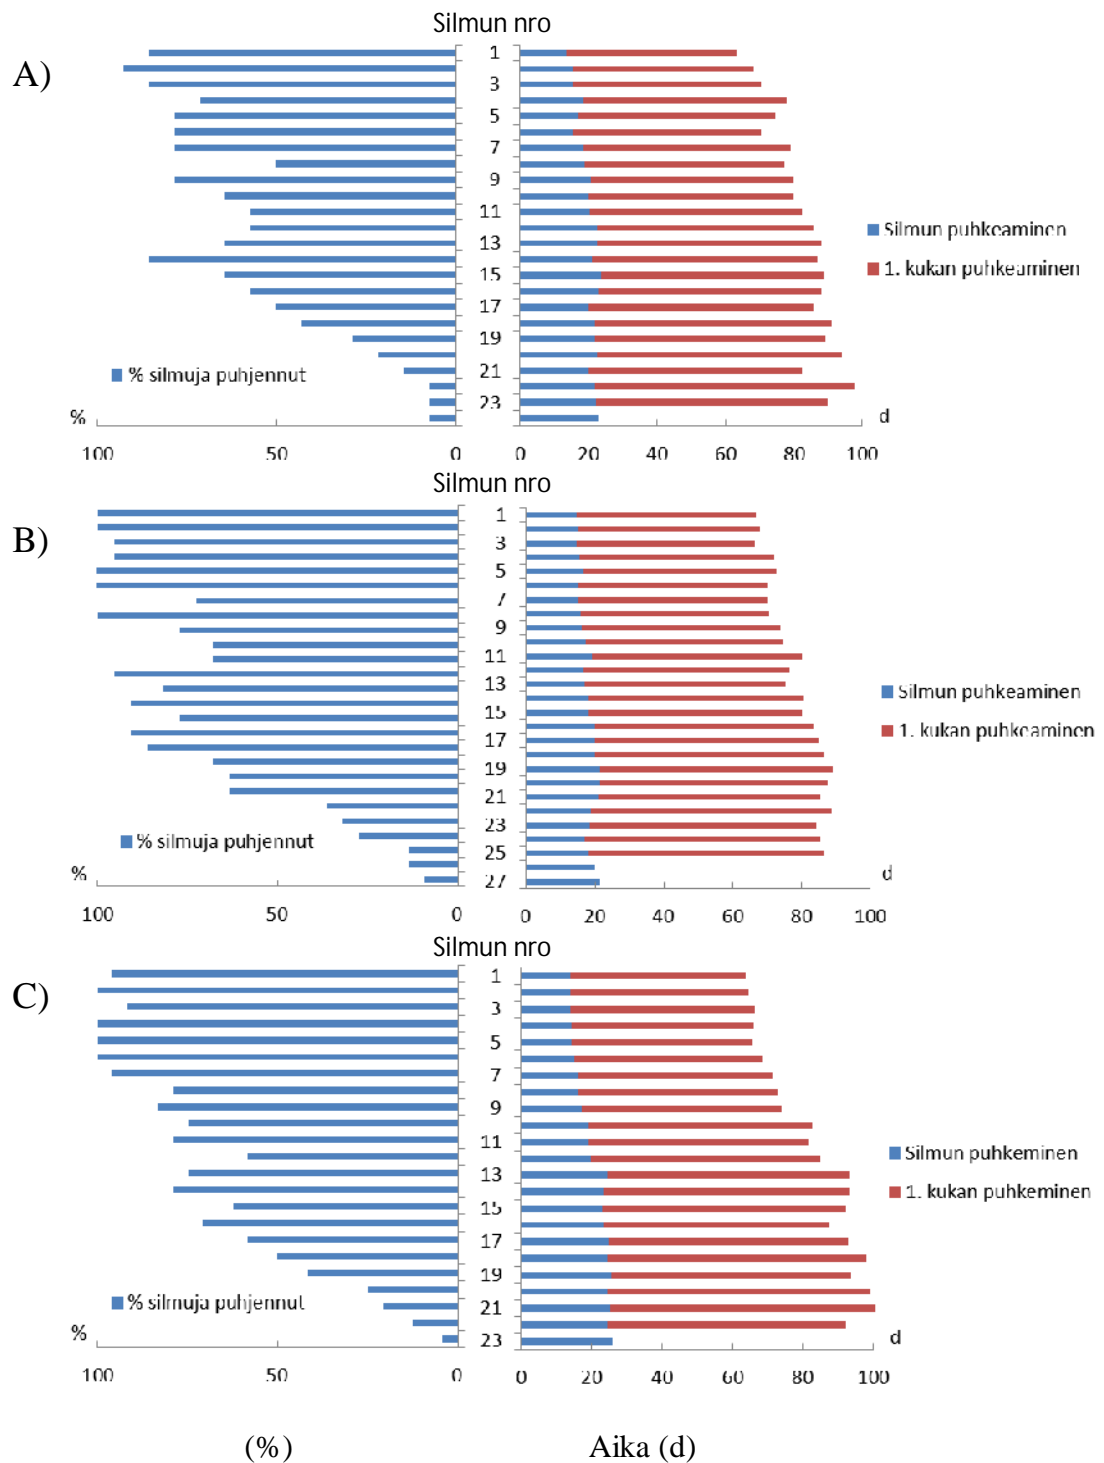 Silmun nro
A)
1
3
5
7
9
11
13
15
17
19
21
23
% silmuja puhjennut
%
100 50 0
Silmun puhkeaminen
1. kukan puhkeaminen
d
0 20 40 60 80 100
Silmun nro
B)
1
3
5
7
9
11
13
15
17
19
21
23
25
27
% silmuja puhjennut
%
100 50 0
Silmun puhkeaminen
1. kukan puhkeaminen
d
0 20 40 60 80 100
Silmun nro
C)
1
3
5
7
9
11
13
15
17
19
21
23
% silmuja puhjennut
%
100 50 0
Silmun puhkeminen
1. kukan puhkeminen
d
0 20 40 60 80 100
(%) Aika (d)